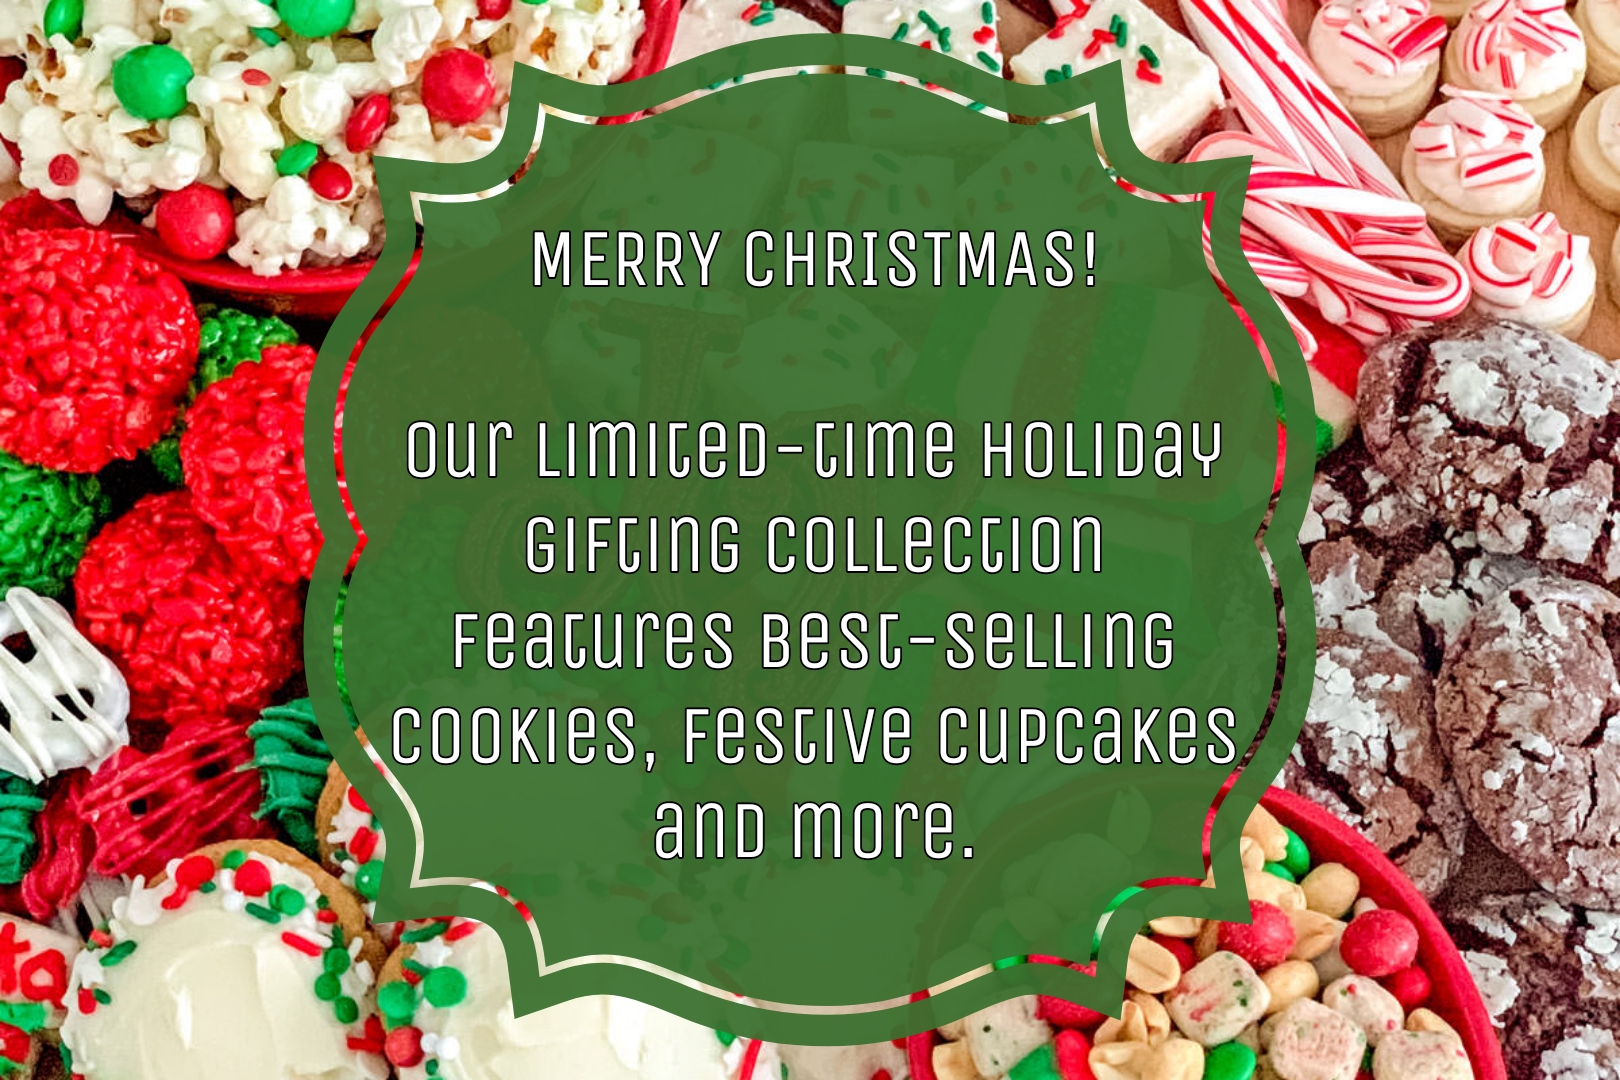 MERRY CHRISTMAS!
OUr LIMITED-TIME HOLIDAY
GIFTING COLLECTION
FeaTUreS BeST-SeLLING
COOKIeS, FeSTIVe CUPCaKeS
aND MOre.